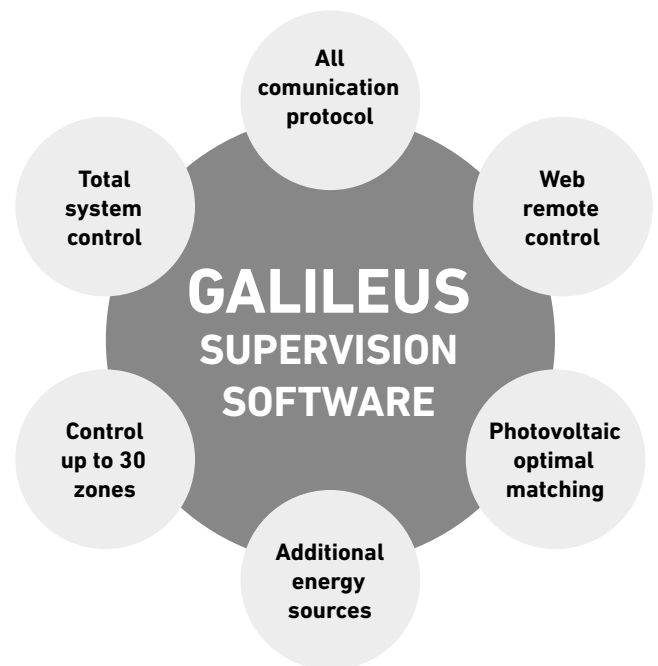 All
comunication
protocol
Total
system
control
Web
remote
control
GALILEUS
SUPERVISION
SOFTWARE
Control
up to 30
zones
Photovoltaic
optimal
matching
Additional
energy
sources